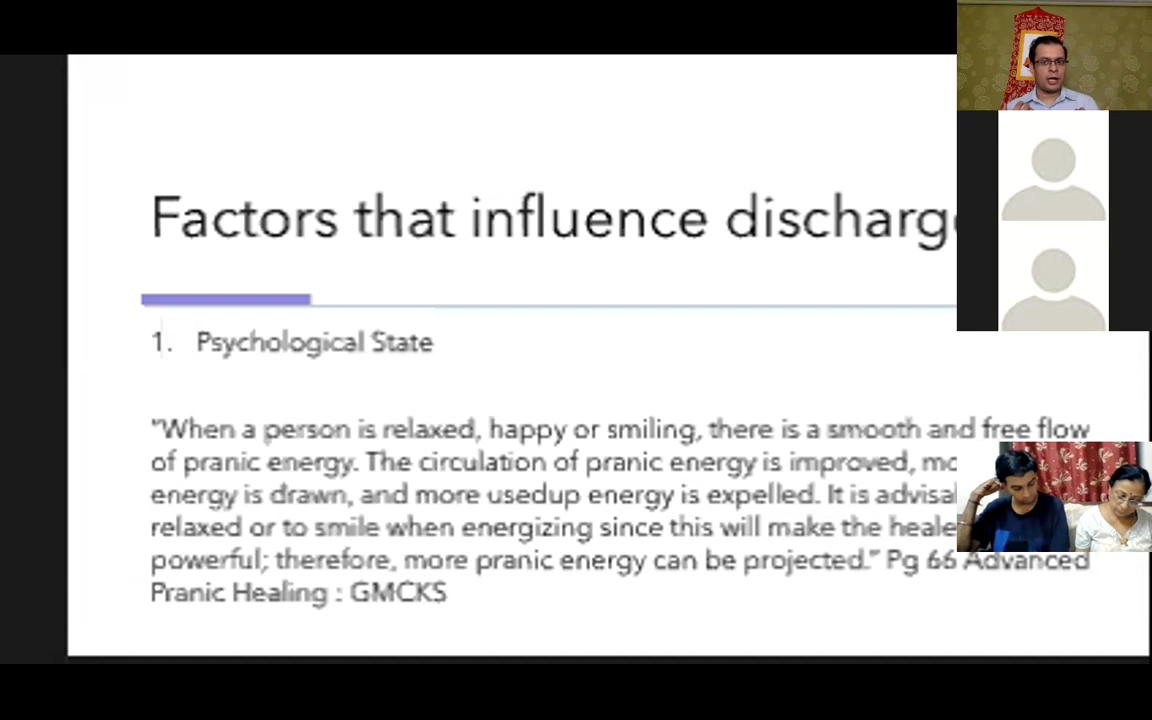 Factors that influence discharg
1. Psychological State
"When a person is relaxed, happy or smiling, there is a smooth and free flow
of pranic energy. The circulation of pranic energy is improved,
energy is drawn, and more usedup energy is expelled. It is
relaxed or to smile when energizing since this will make the
powerful; therefore, more pranic energy can be projected." Pg 66 Advanced
Pranic Healing : GMCKS